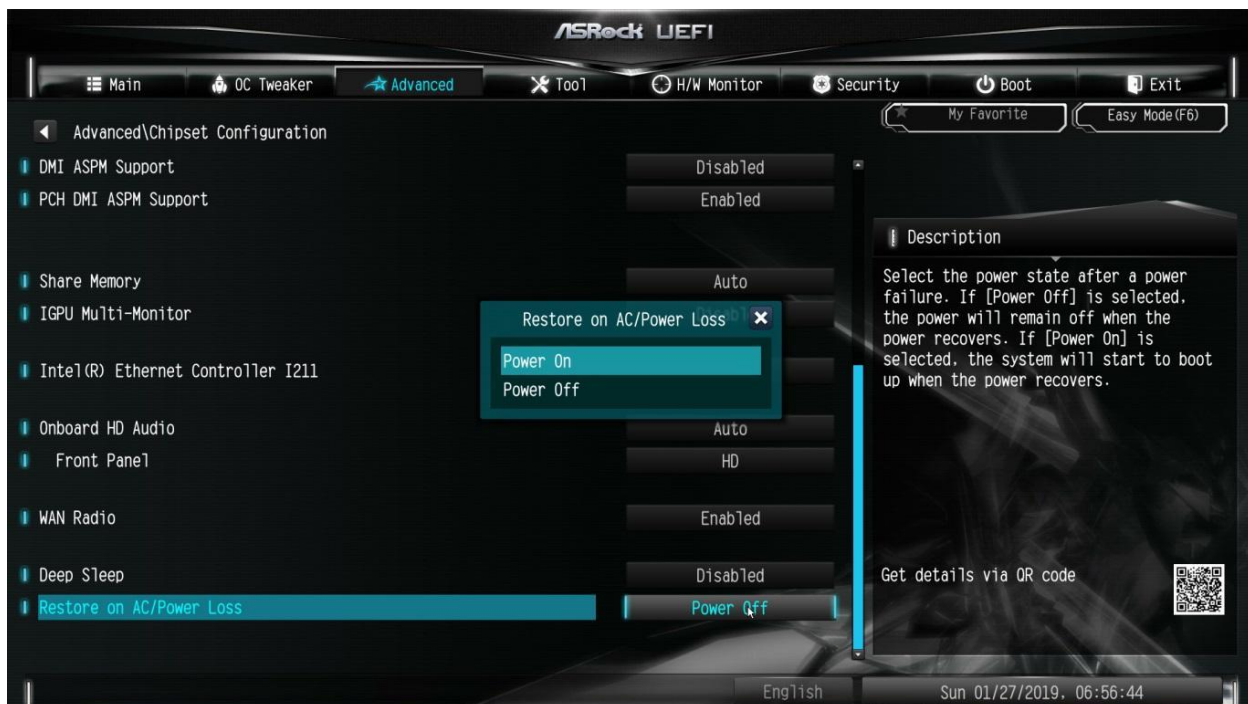 ASRock UEFI
Main OC Tweaker Advanced Tool H/W Monitor Security Boot Exit
My Favorite Easy Mode(F6)
Advanced\Chipset Configuration
DMI ASPM Support Disabled
PCH DMI ASPM Support Enabled
Share Memory Auto
IGPU Multi-Monitor
Intel(R) Ethernet Controller I211
Onboard HD Audio Auto
Front Panel HD
WAN Radio Enabled
Deep Sleep Disabled
Restore on AC/Power Loss Power Off
Restore on AC/Power Loss
Power On
Power Off
Description
Select the power state after a power
failure. If [Power Off] is selected,
the power will remain off when the
power recovers. If [Power On] is
selected, the system will start to boot
up when the power recovers.
Get details via QR code
English
Sun 01/27/2019, 06:56:44